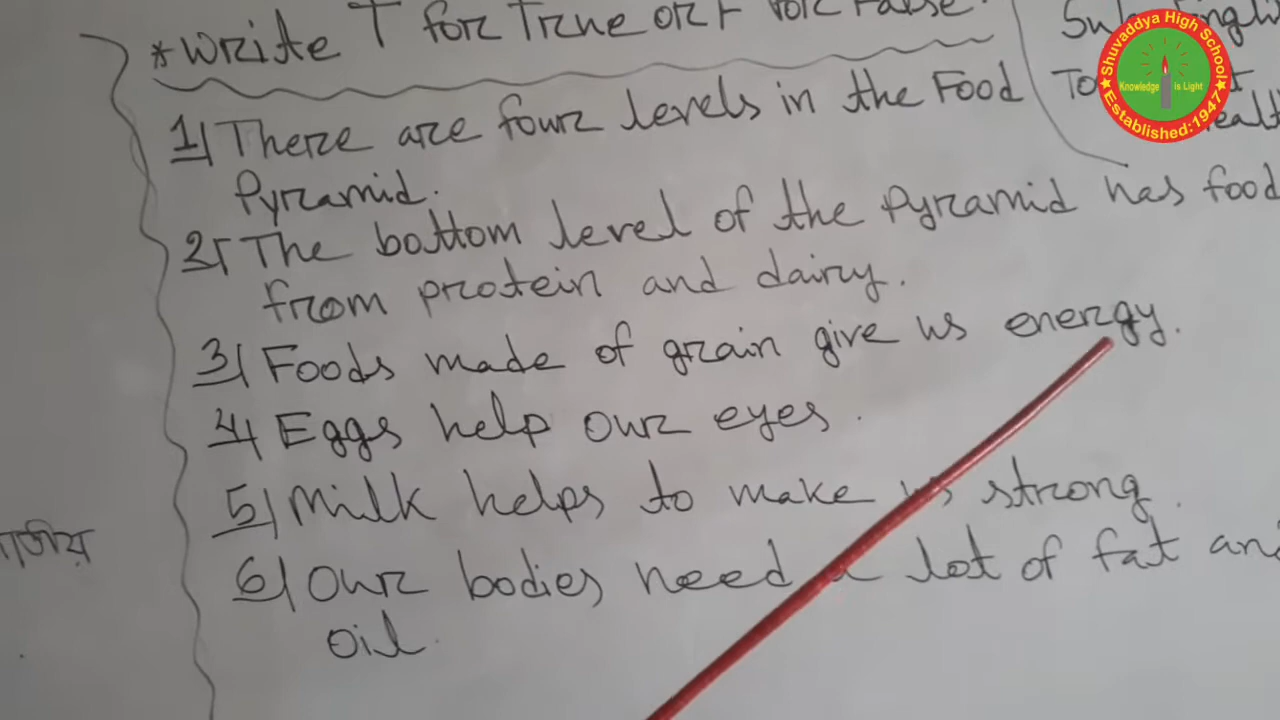 *Write T for True or F for False.
1) There are four levels in the Food
Pyramid.
2) The bottom level of the Pyramid has food
from protein and dairy.
3) Foods made of grain give us energy.
4) Eggs help our eyes.
5) Milk helps to make us strong.
6) Our bodies need a lot of fat and
oil.
To
Shuvaddya High School
Knowledge is Light
Established:1947